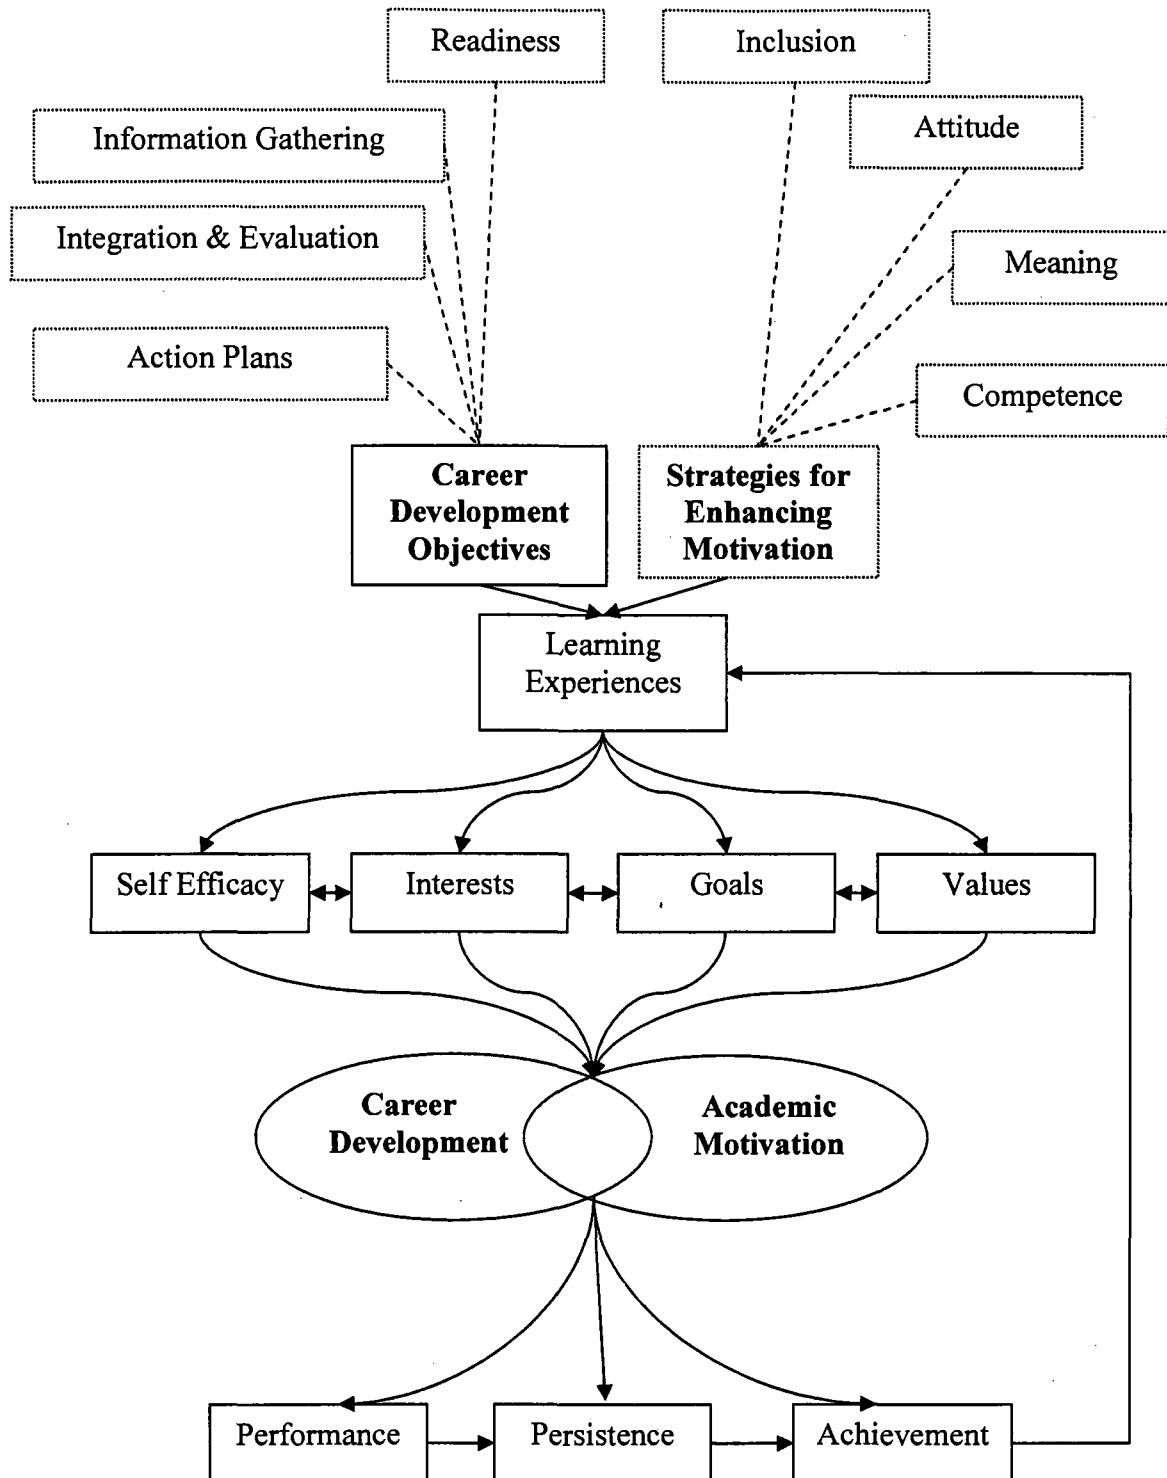 Readiness
Inclusion
Information Gathering
Attitude
Integration & Evaluation
Meaning
Action Plans
Competence
Career
Development
Objectives
Strategies for
Enhancing
Motivation
Learning
Experiences
Self Efficacy
Interests
Goals
Values
Career
Development
Academic
Motivation
Performance
Persistence
Achievement